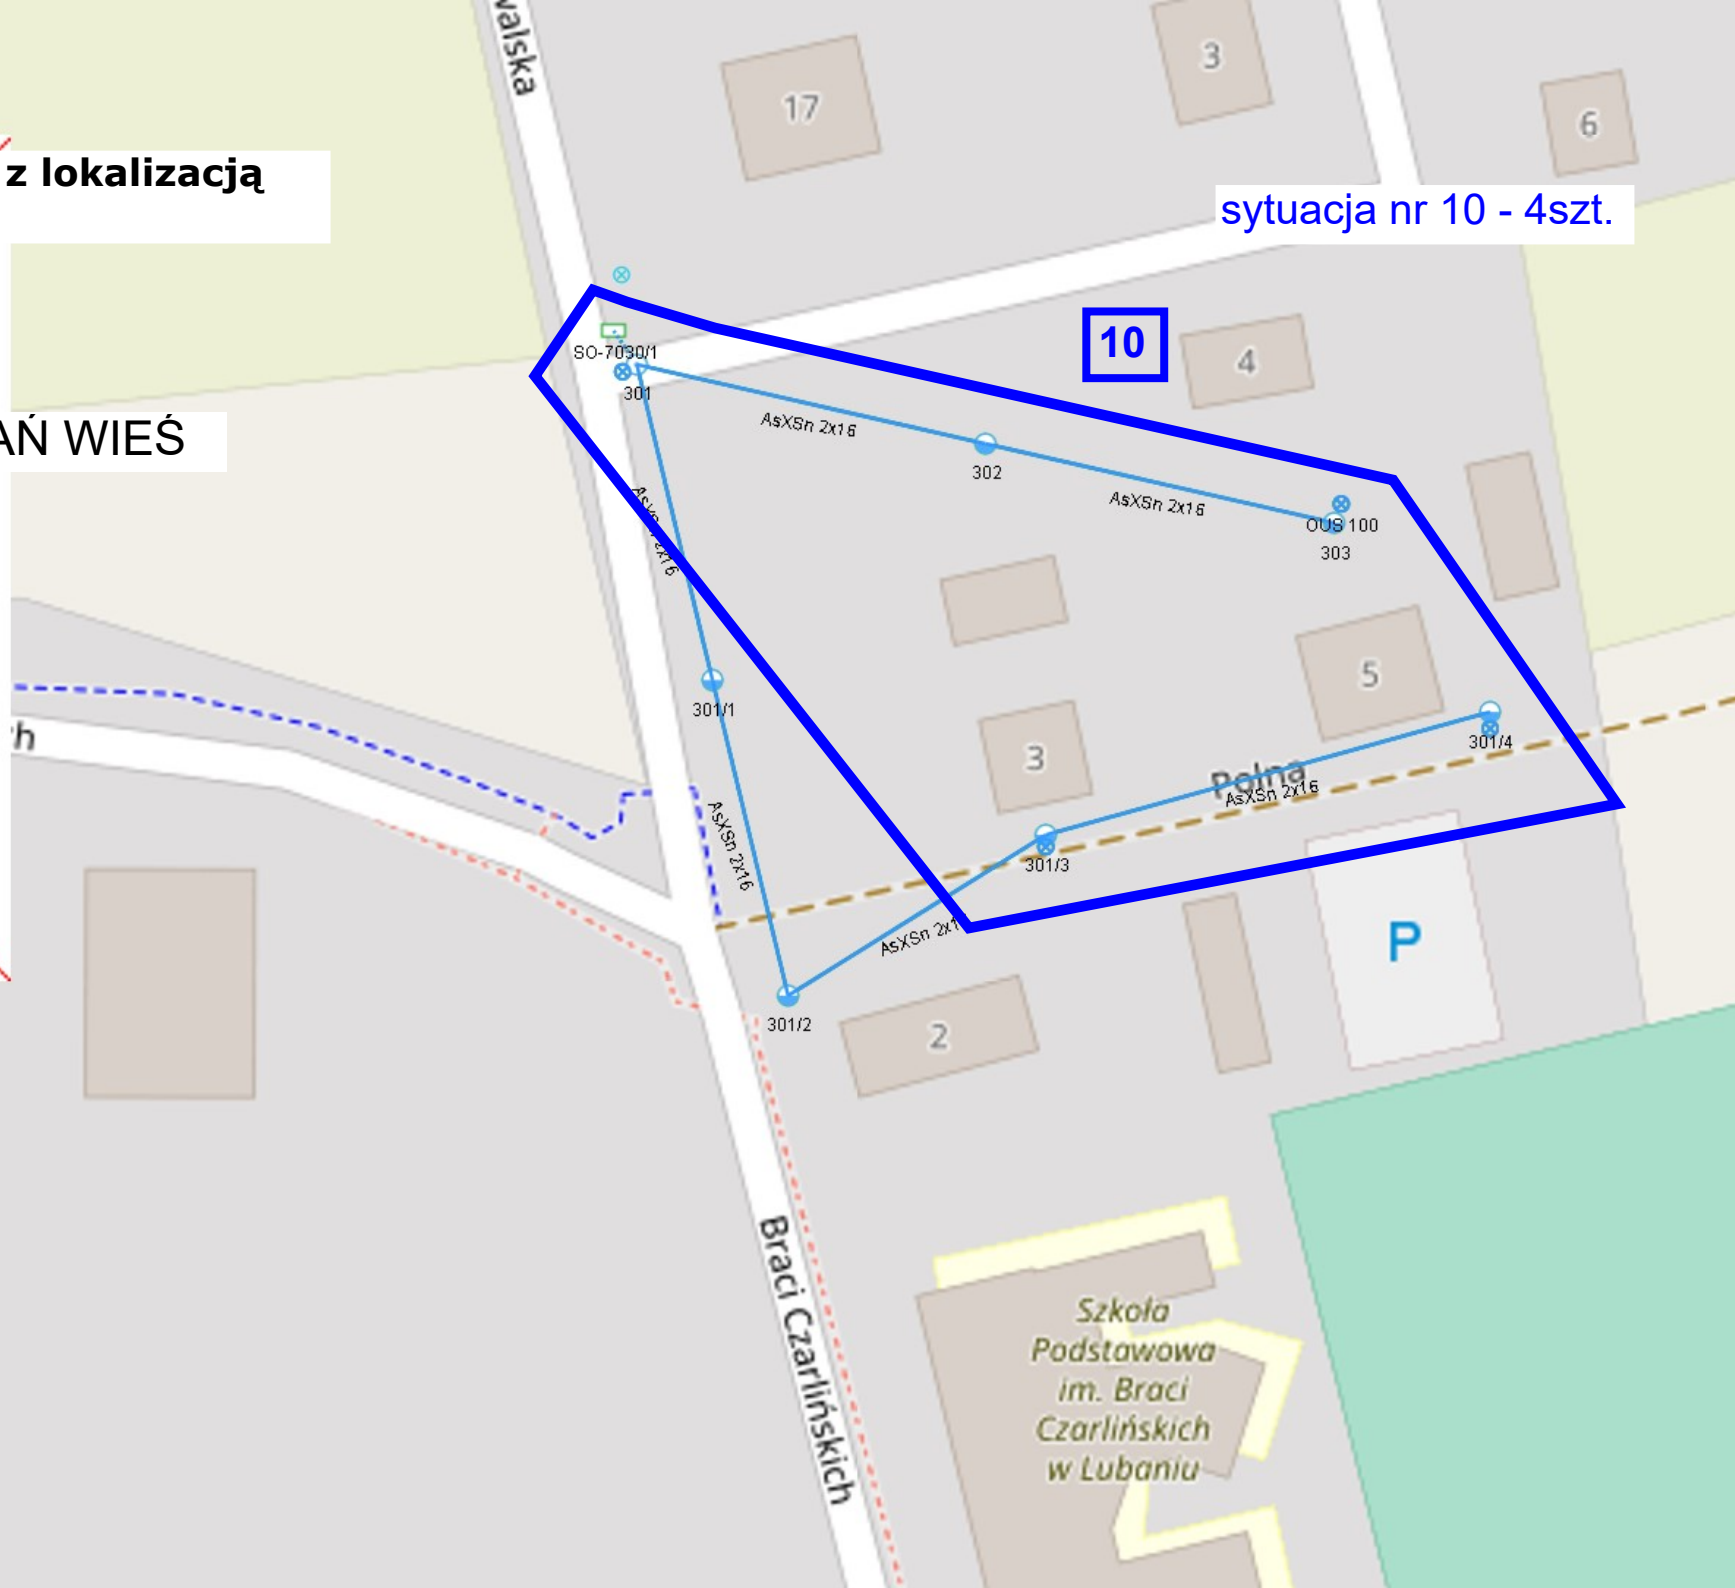 walska
17
3
6
z lokalizacją
sytuacja nr 10 - 4szt.
SO-7030/1
301
10
4
AŃ WIEŚ
AsXSn 2x16
302
AsXSn 2x16
OUS 100
303
AsXSn 2x16
5
301/1
3
301/4
Polna
AsXSn 2x16
AsXSn 2x16
301/3
AsXSn 2x1
301/2
2
P
Braci Czarlińskich
Szkoła
Podstawowa
im. Braci
Czarlińskich
w Lubaniu